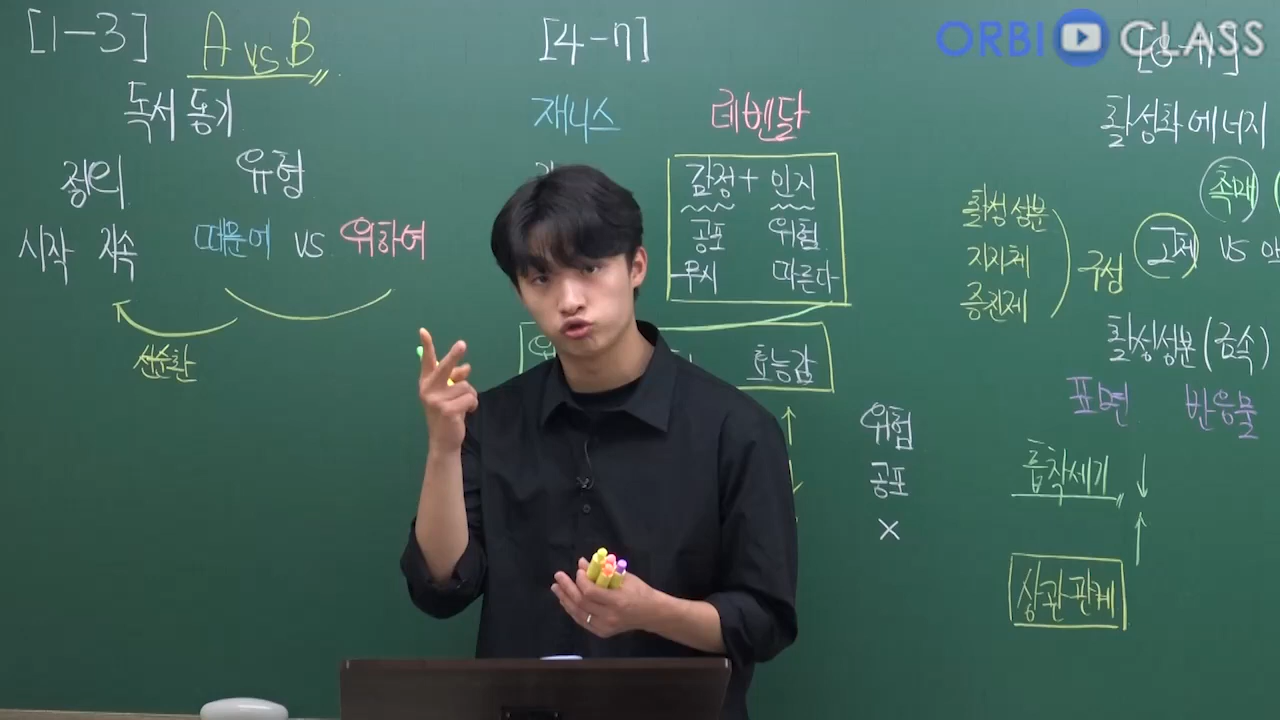 ORBI CLASS
[1-3] A vs B
독서 동기
정의 유형
시작 지속 때문에 vs 위하여
선순환
[4-7]
재니스 레벤달
감정+ 인지
공포 위험
무시 따른다
효능감
위험
공포
×
활성화 에너지
촉매
활성 성분
지지체
증진제
구성
고체 vs
활성성분(금속)
표면 반응물
흡착세기 ↓
↑
상관관계